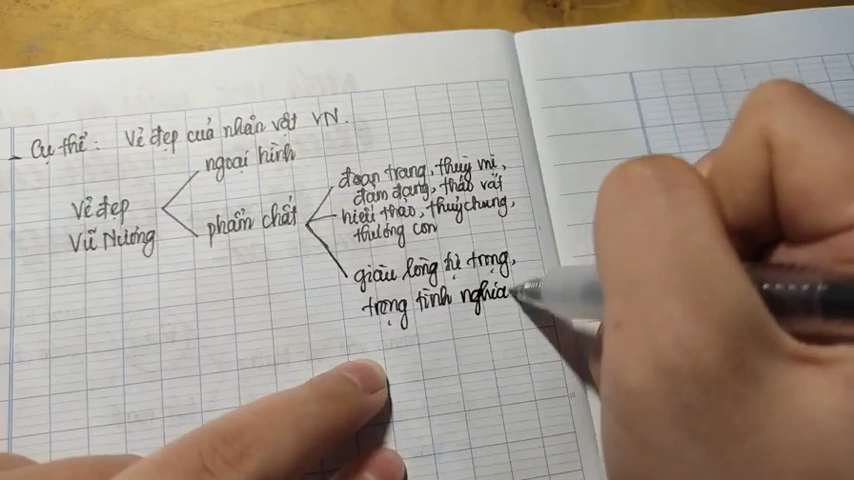 - Cụ thể: Vẻ đẹp của nhân vật VN.
ngoại hình
Vẻ đẹp
Vũ Nương
phẩm chất
đoan trang, thùy mị,
đảm đang, tháo vát
hiếu thảo, thủy chung,
thương con
giàu lòng tự trọng,
trọng tình nghĩa